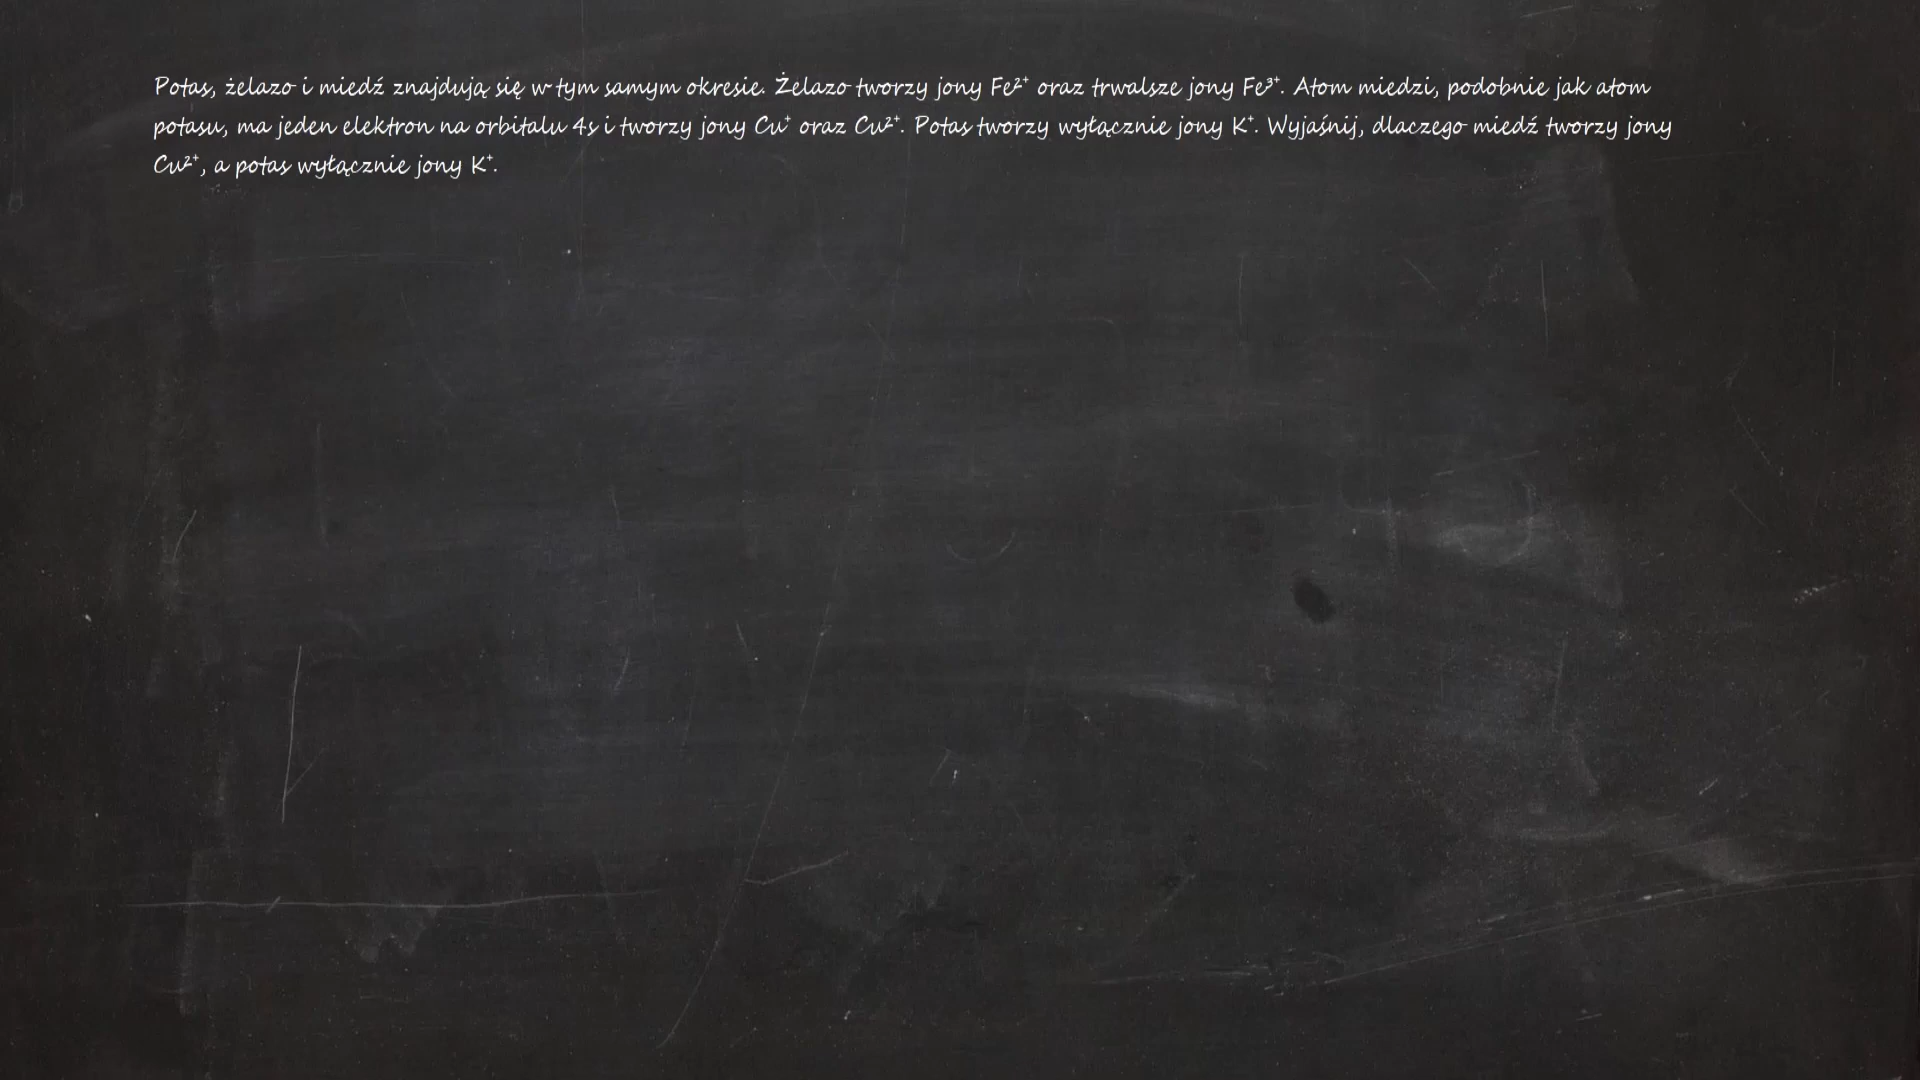 Potas, żelazo i miedź znajdują się w tym samym okresie. Żelazo tworzy jony Fe²⁺ oraz trwalsze jony Fe³⁺. Atom miedzi, podobnie jak atom
potasu, ma jeden elektron na orbitalu 4s i tworzy jony Cu⁺ oraz Cu²⁺. Potas tworzy wyłącznie jony K⁺. Wyjaśnij, dlaczego miedź tworzy jony
Cu²⁺, a potas wyłącznie jony K⁺.